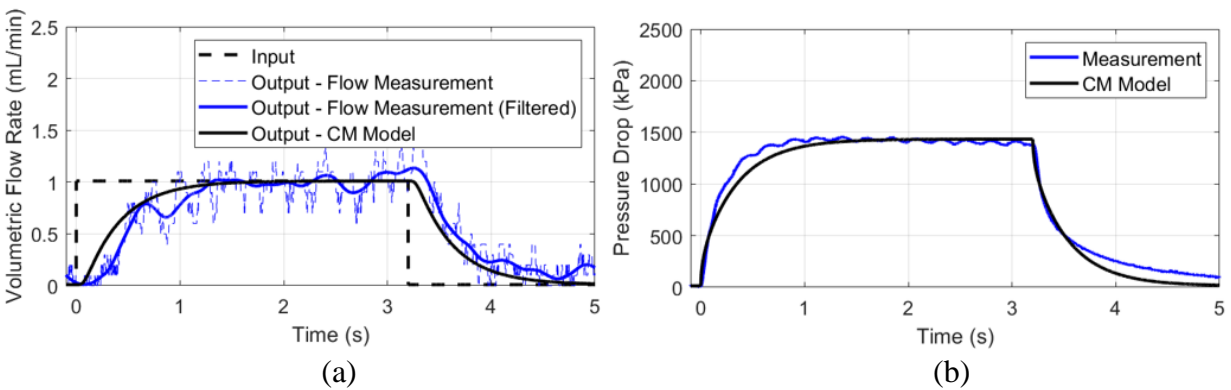 Volumetric Flow Rate (mL/min)
2.5
2
1.5
1
0.5
0
Input
Output - Flow Measurement
Output - Flow Measurement (Filtered)
Output - CM Model
0 1 2 3 4 5
Time (s)
(a)
Pressure Drop (kPa)
2500
2000
1500
1000
500
0
Measurement
CM Model
0 1 2 3 4 5
Time (s)
(b)